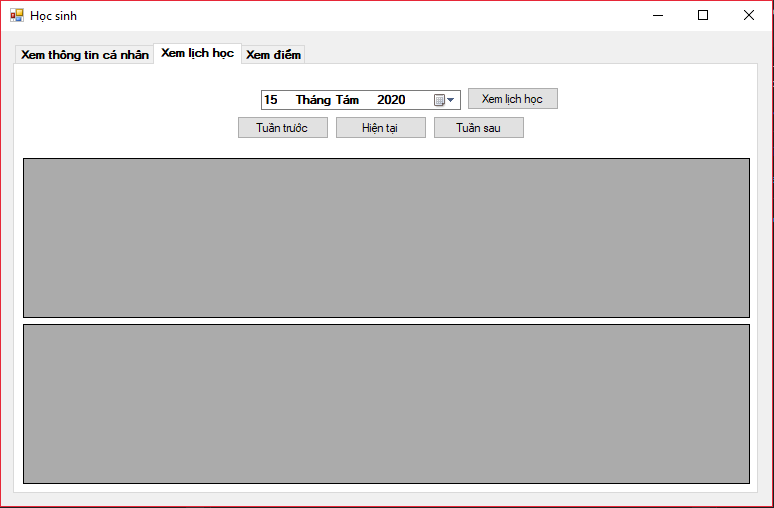 Học sinh
Xem thông tin cá nhân Xem lịch học Xem điểm
15 Tháng Tám 2020 Xem lịch học
Tuần trước Hiện tại Tuần sau